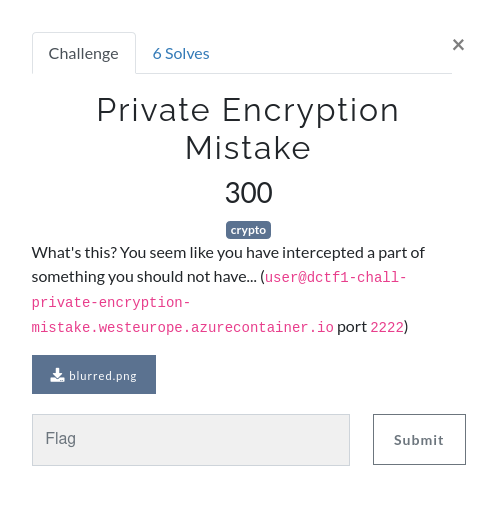 Challenge
6 Solves
×
Private Encryption
Mistake
300
crypto
What's this? You seem like you have intercepted a part of
something you should not have... (user@dctf1-chall-
private-encryption-
mistake.westeurope.azurecontainer.io port 2222)
blurred.png
Flag
Submit